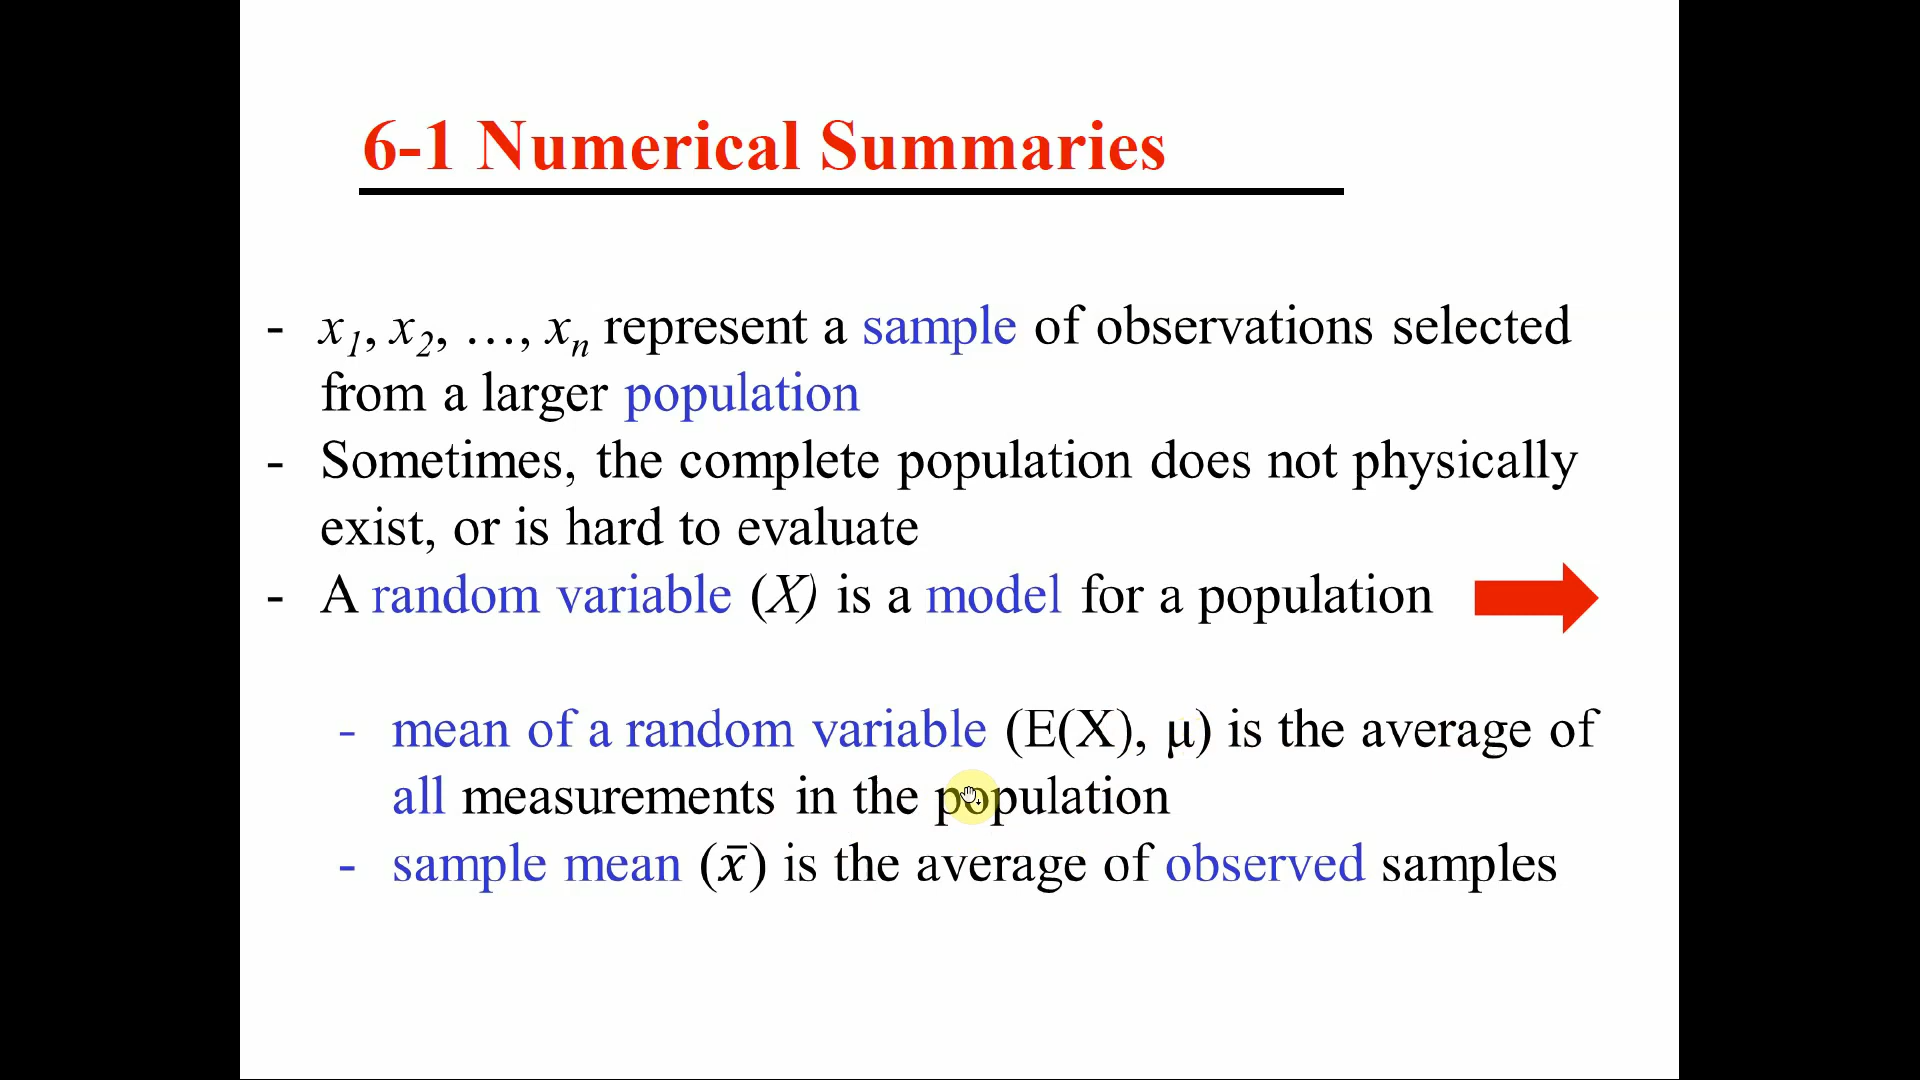 6-1 Numerical Summaries
- x1, x2, …, xn represent a sample of observations selected
from a larger population
- Sometimes, the complete population does not physically
exist, or is hard to evaluate
- A random variable (X) is a model for a population
- mean of a random variable (E(X), μ) is the average of
all measurements in the population
- sample mean (x̄) is the average of observed samples